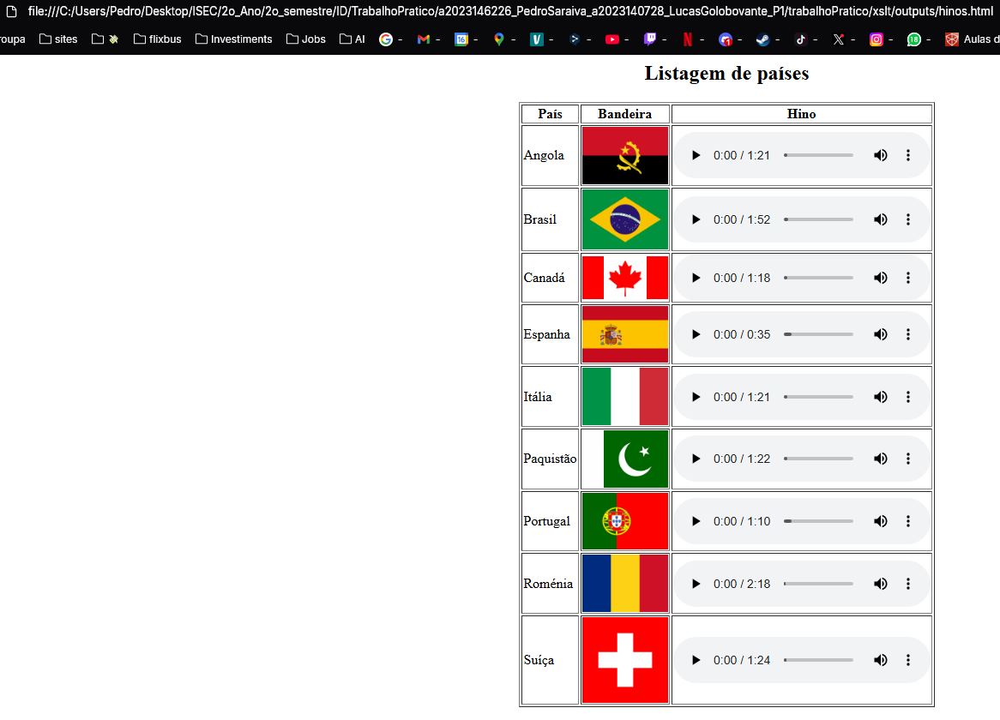 file:///C:/Users/Pedro/Desktop/ISEC/2o_Ano/2o_semestre/ID/TrabalhoPratico/a2023146226_PedroSaraiva_a2023140728_LucasGolobovante_P1/trabalhoPratico/xslt/outputs/hinos.html
roupa sites flixbus Investiments Jobs AI - - 16 - - - - - - - - - - - - - 18 - Aulas d
Listagem de países
País Bandeira Hino
Angola 0:00 / 1:21
Brasil 0:00 / 1:52
Canadá 0:00 / 1:18
Espanha 0:00 / 0:35
Itália 0:00 / 1:21
Paquistão 0:00 / 1:22
Portugal 0:00 / 1:10
Roménia 0:00 / 2:18
Suíça 0:00 / 1:24